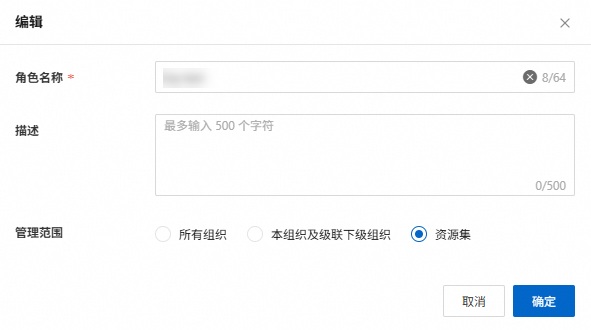 编辑
角色名称 *
8/64
描述
最多输入 500 个字符
0/500
管理范围
所有组织
本组织及级联下级组织
资源集
取消
确定